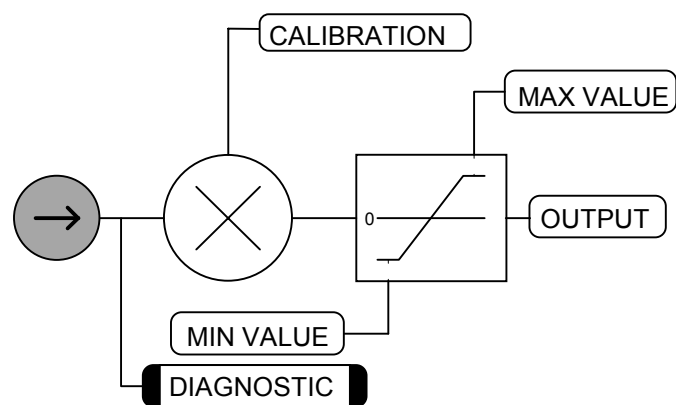 CALIBRATION
MAX VALUE
0
OUTPUT
MIN VALUE
DIAGNOSTIC